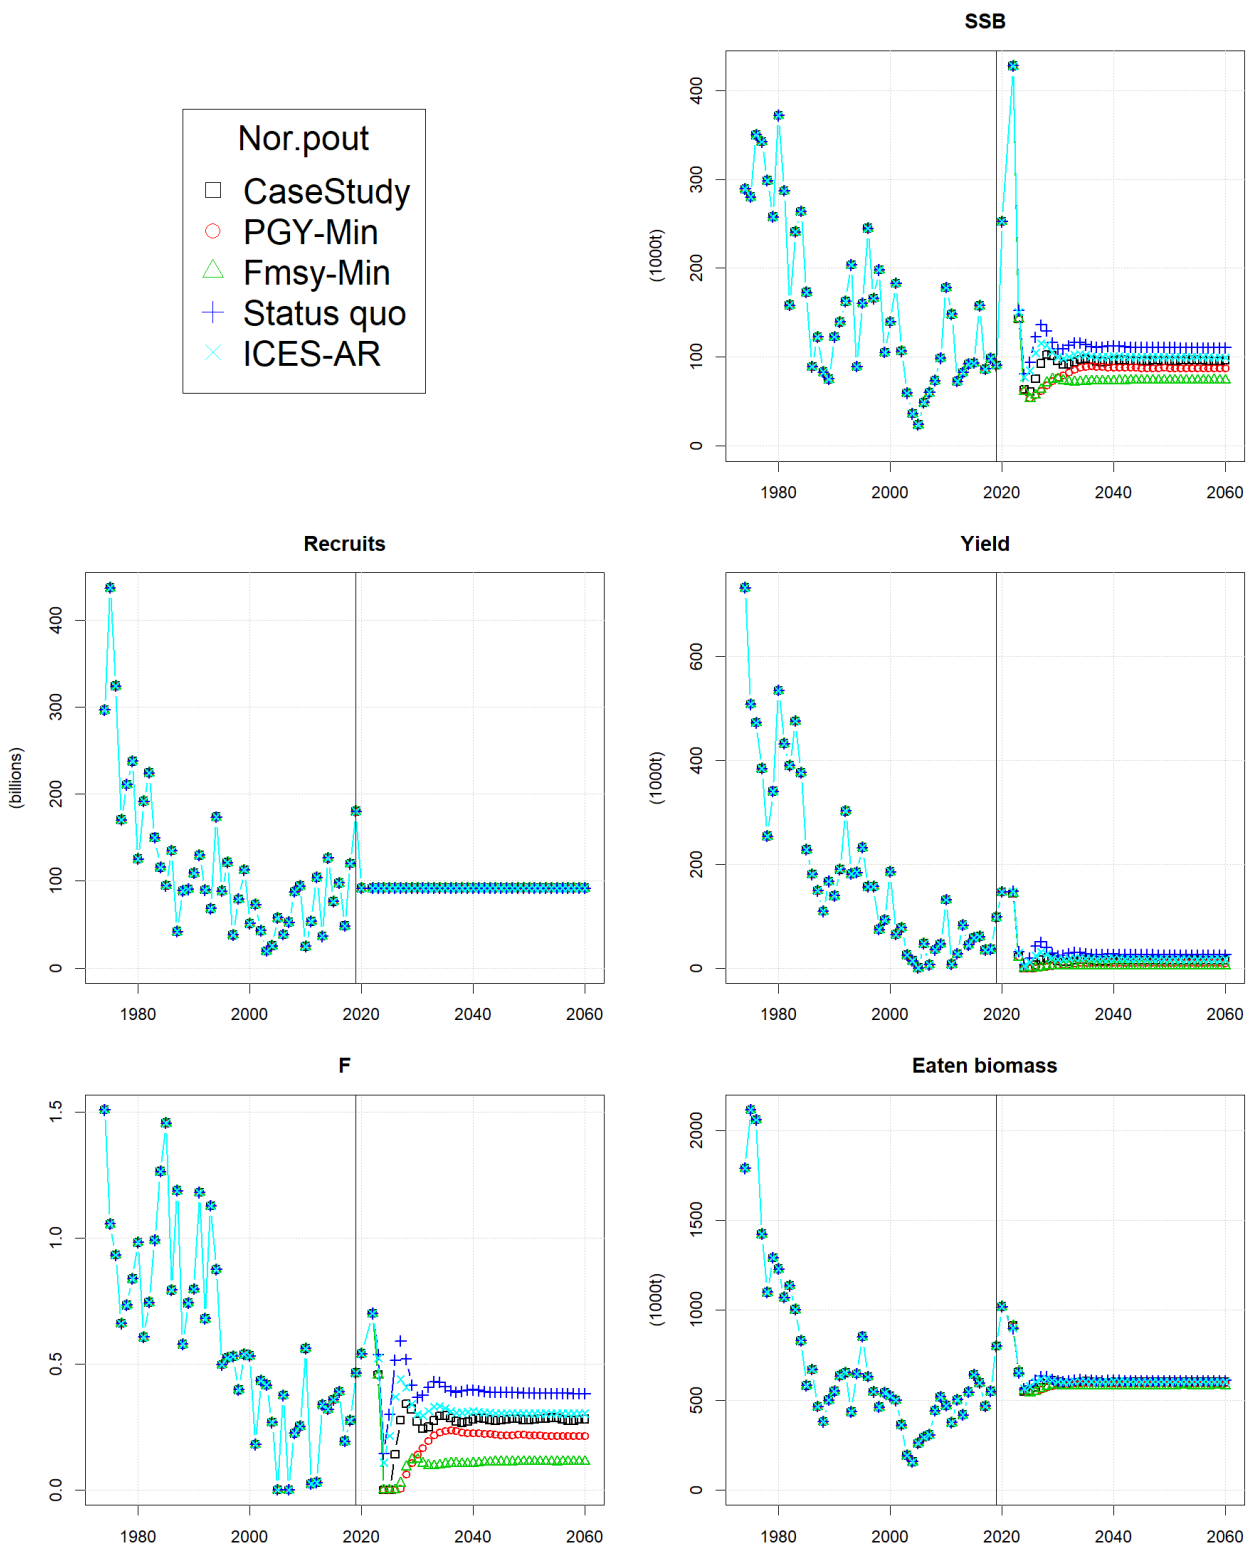 SSB
Nor.pout
CaseStudy
PGY-Min
Fmsy-Min
Status quo
ICES-AR
(1000t)
400
300
200
100
0
1980 2000 2020 2040 2060
Recruits
(billions)
400
300
200
100
0
1980 2000 2020 2040 2060
Yield
(1000t)
600
400
200
0
1980 2000 2020 2040 2060
F
1.5
1.0
0.5
0.0
1980 2000 2020 2040 2060
Eaten biomass
(1000t)
2000
1500
1000
500
0
1980 2000 2020 2040 2060